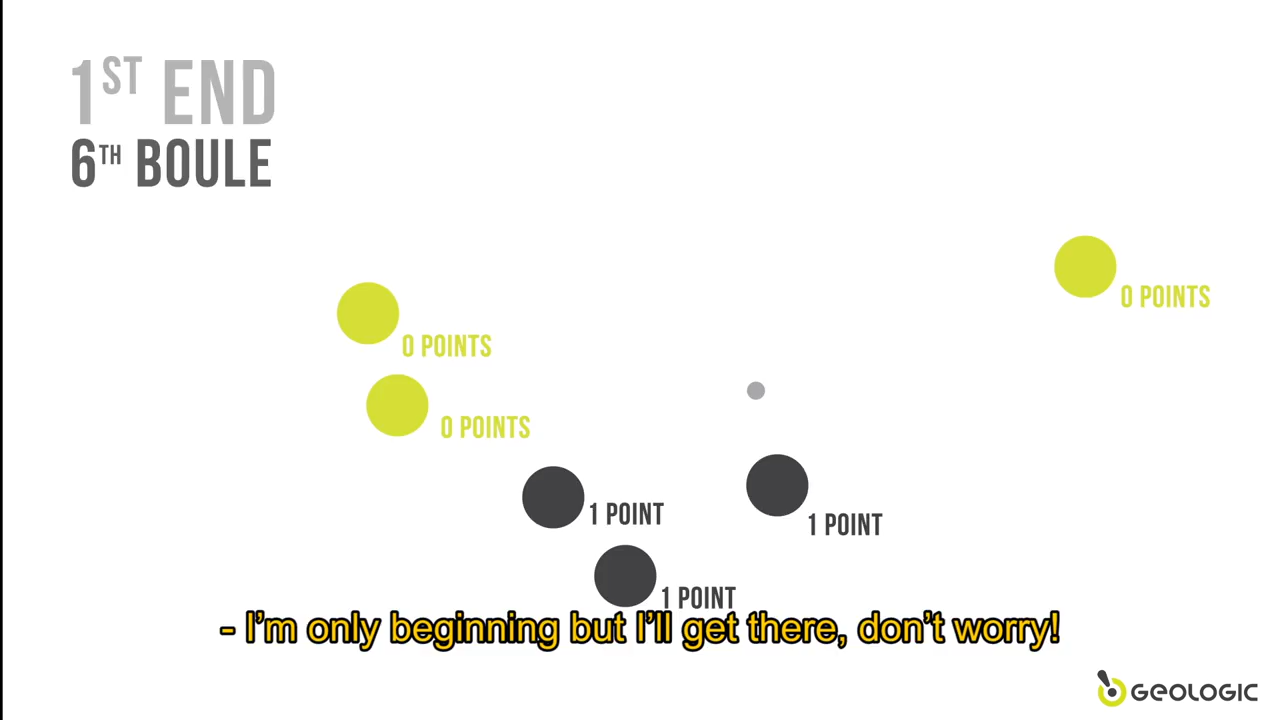 1ST END
6TH BOULE
0 POINTS
0 POINTS
0 POINTS
1 POINT
1 POINT
1 POINT
- I'm only beginning but I'll get there, don't worry!
GEOLOGIC